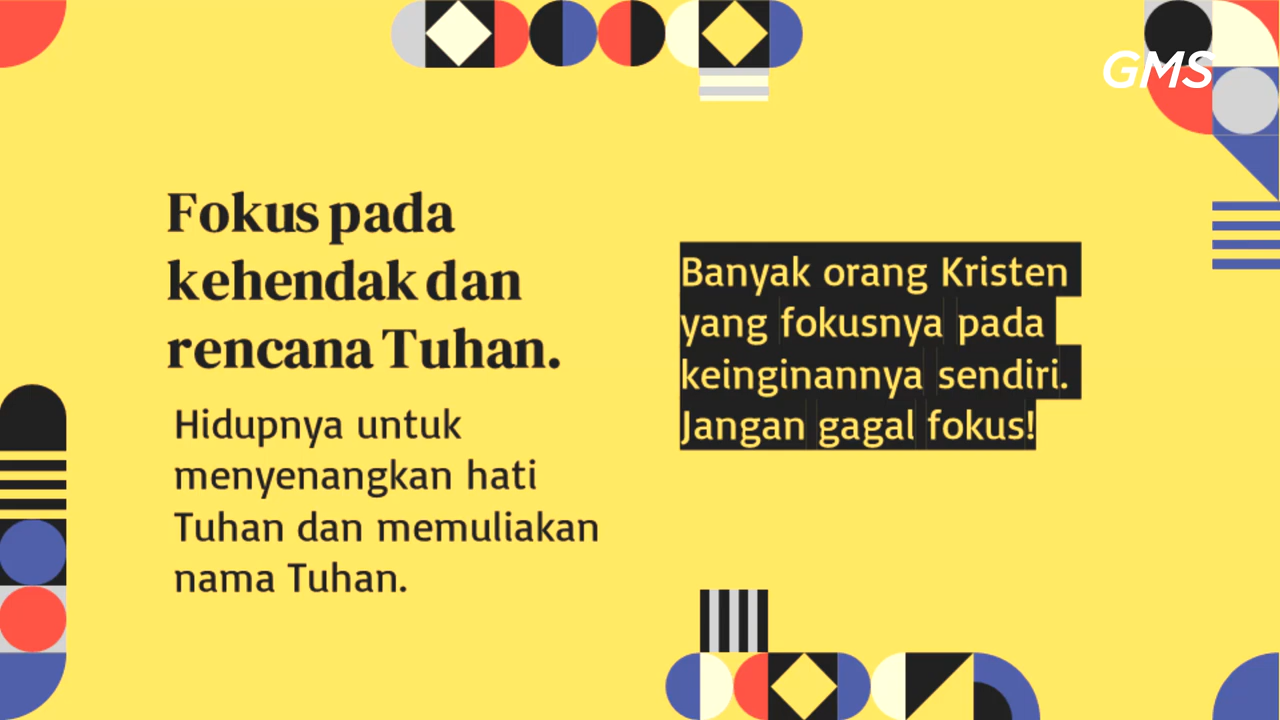 GMS
Fokus pada
kehendak dan
rencana Tuhan.
Hidupnya untuk
menyenangkan hati
Tuhan dan memuliakan
nama Tuhan.
Banyak orang Kristen
yang fokusnya pada
keinginannya sendiri.
Jangan gagal fokus!